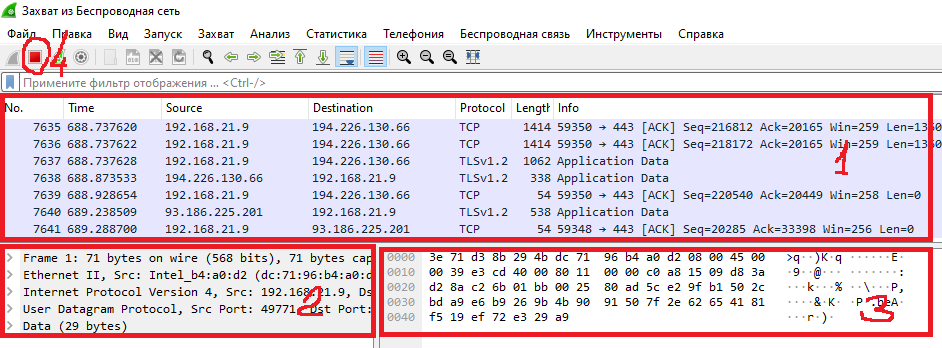 Захват из Беспроводная сеть
Файл Правка Вид Запуск Захват Анализ Статистика Телефония Беспроводная связь Инструменты Справка
4
Примените фильтр отображения ... <Ctrl-/>
No. Time Source Destination Protocol Length Info
7635 688.737620 192.168.21.9 194.226.130.66 TCP 1414 59350 → 443 [ACK] Seq=216812 Ack=20165 Win=259 Len=1360
7636 688.737622 192.168.21.9 194.226.130.66 TCP 1414 59350 → 443 [ACK] Seq=218172 Ack=20165 Win=259 Len=1360
7637 688.737628 192.168.21.9 194.226.130.66 TLSv1.2 1062 Application Data
1
7638 688.873533 194.226.130.66 192.168.21.9 TLSv1.2 338 Application Data
7639 688.928654 192.168.21.9 194.226.130.66 TCP 54 59350 → 443 [ACK] Seq=220540 Ack=20449 Win=258 Len=0
7640 689.238509 93.186.225.201 192.168.21.9 TLSv1.2 538 Application Data
7641 689.288700 192.168.21.9 93.186.225.201 TCP 54 59348 → 443 [ACK] Seq=20285 Ack=33398 Win=256 Len=0
Frame 1: 71 bytes on wire (568 bits), 71 bytes cap
Ethernet II, Src: Intel_b4:a0:d2 (dc:71:96:b4:a0:d
Internet Protocol Version 4, Src: 192.168.21.9, Ds
2
User Datagram Protocol, Src Port: 49771, Dst Port:
Data (29 bytes)
0000 3e 71 d3 8b 29 4b dc 71 96 b4 a0 d2 08 00 45 00 >q··)K·q ······E·
0010 00 39 e3 cd 40 00 80 11 00 00 c0 a8 15 09 d8 3a ·9··@··· ·······:
0020 d2 8a c2 6b 01 bb 00 25 80 ad 5c e2 9f b1 50 2c ···k···% ··\···P,
0030 bd a9 e6 b9 26 9b 4b 90 91 50 7f 2e 62 65 41 81 ····&·K· ·P·.beA·
0040 f5 19 ef 72 e3 29 a9 ···r·)·
3